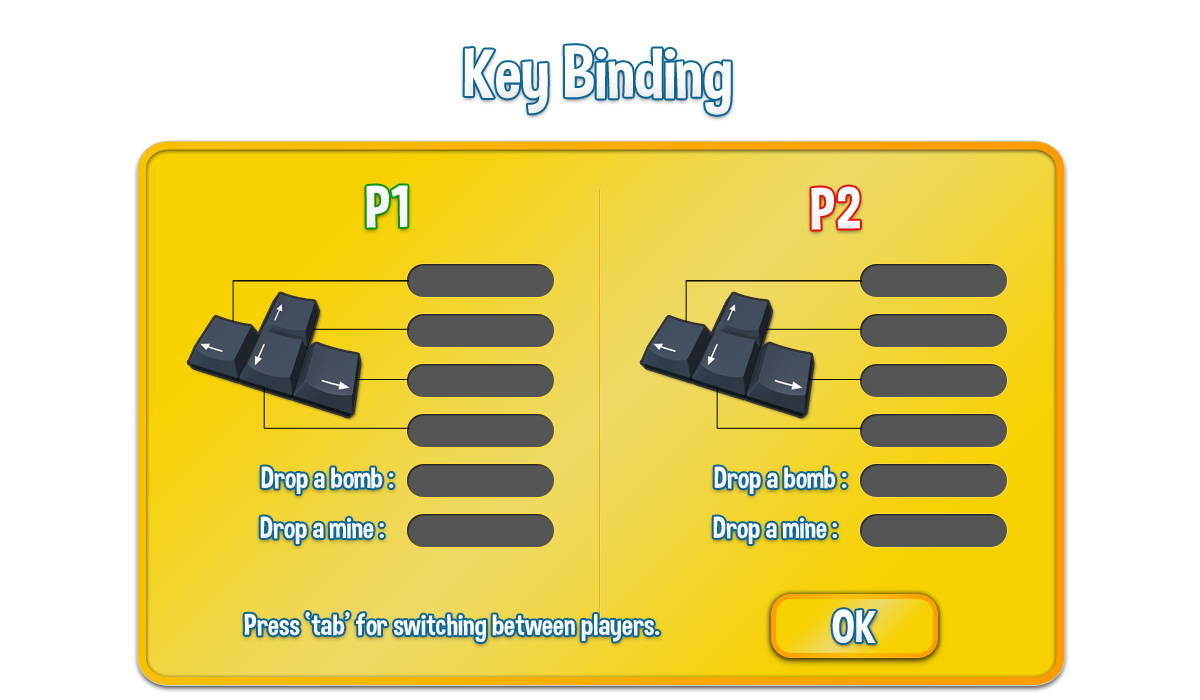 Key Binding
P1
P2
Drop a bomb :
Drop a bomb :
Drop a mine :
Drop a mine :
Press ‘tab’ for switching between players.
OK